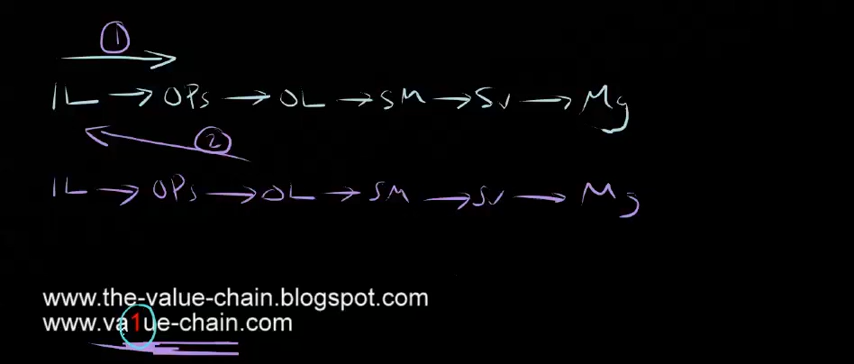 1
IL → OPs → OL → SM → SV → Mg
2
IL → OPs → OL → SM → SV → Mg
www.the-value-chain.blogspot.com
www.va1ue-chain.com